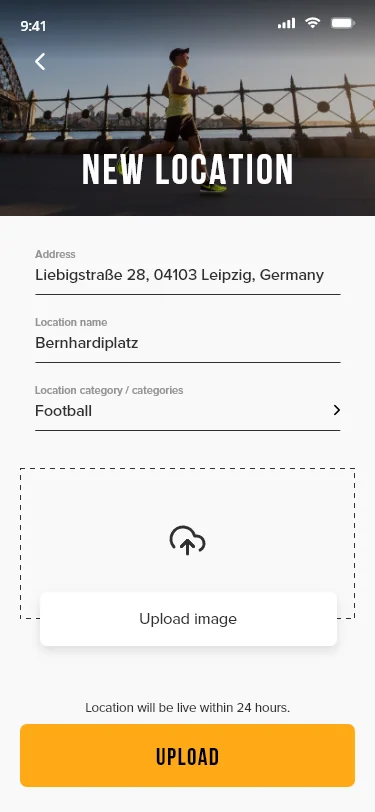 9:41
NEW LOCATION
Address
Liebigstraße 28, 04103 Leipzig, Germany
Location name
Bernhardiplatz
Location category / categories
Football
Upload image
Location will be live within 24 hours.
UPLOAD